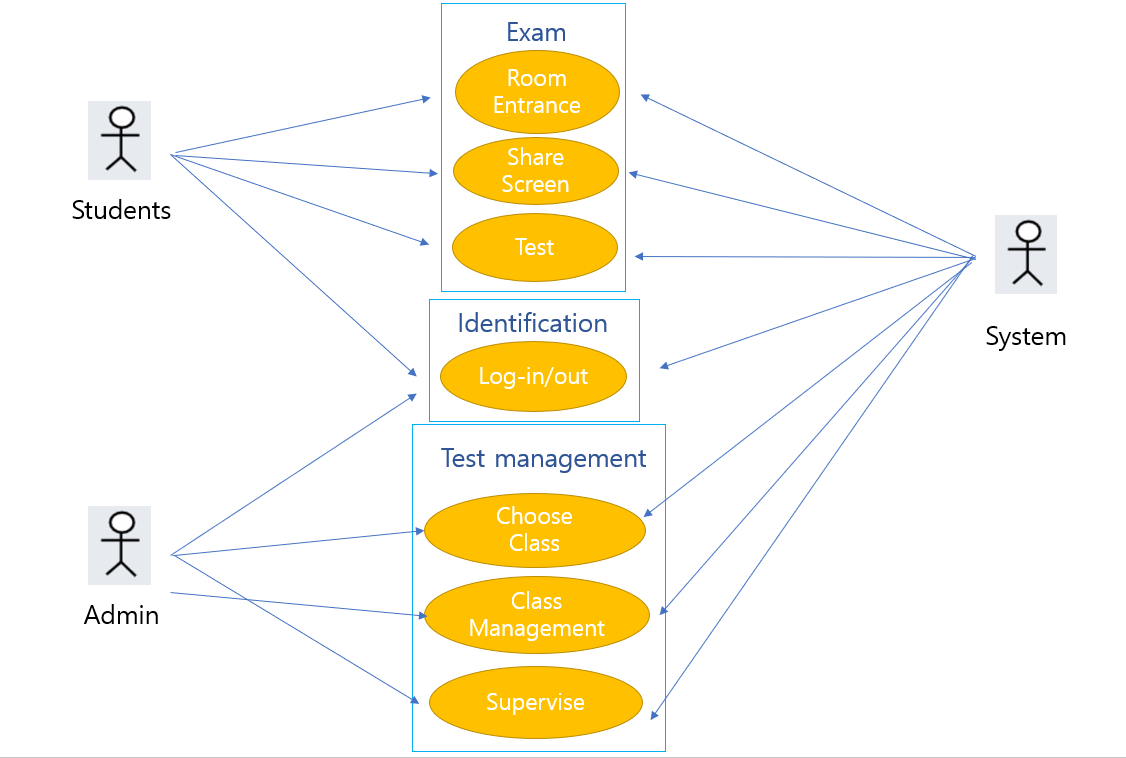 Exam
Room
Entrance
Share
Screen
Test
Students
Identification
Log-in/out
System
Test management
Choose
Class
Class
Management
Supervise
Admin